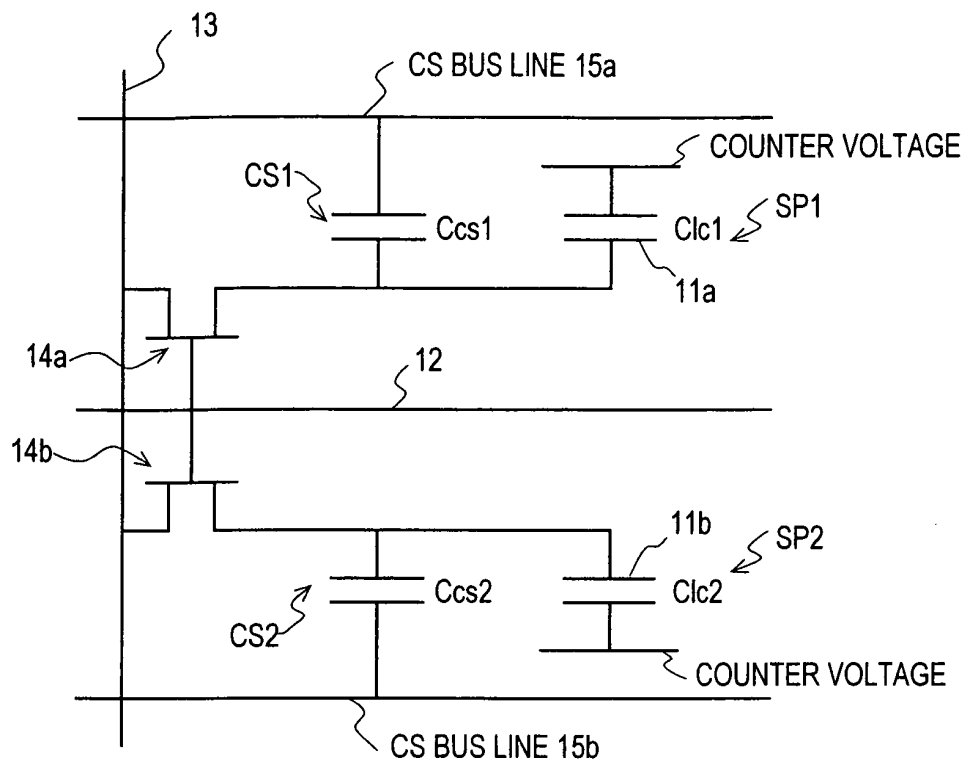 13
CS BUS LINE 15a
COUNTER VOLTAGE
CS1
Ccs1
Clc1
SP1
11a
14a
12
14b
11b
SP2
Ccs2
Clc2
CS2
COUNTER VOLTAGE
CS BUS LINE 15b